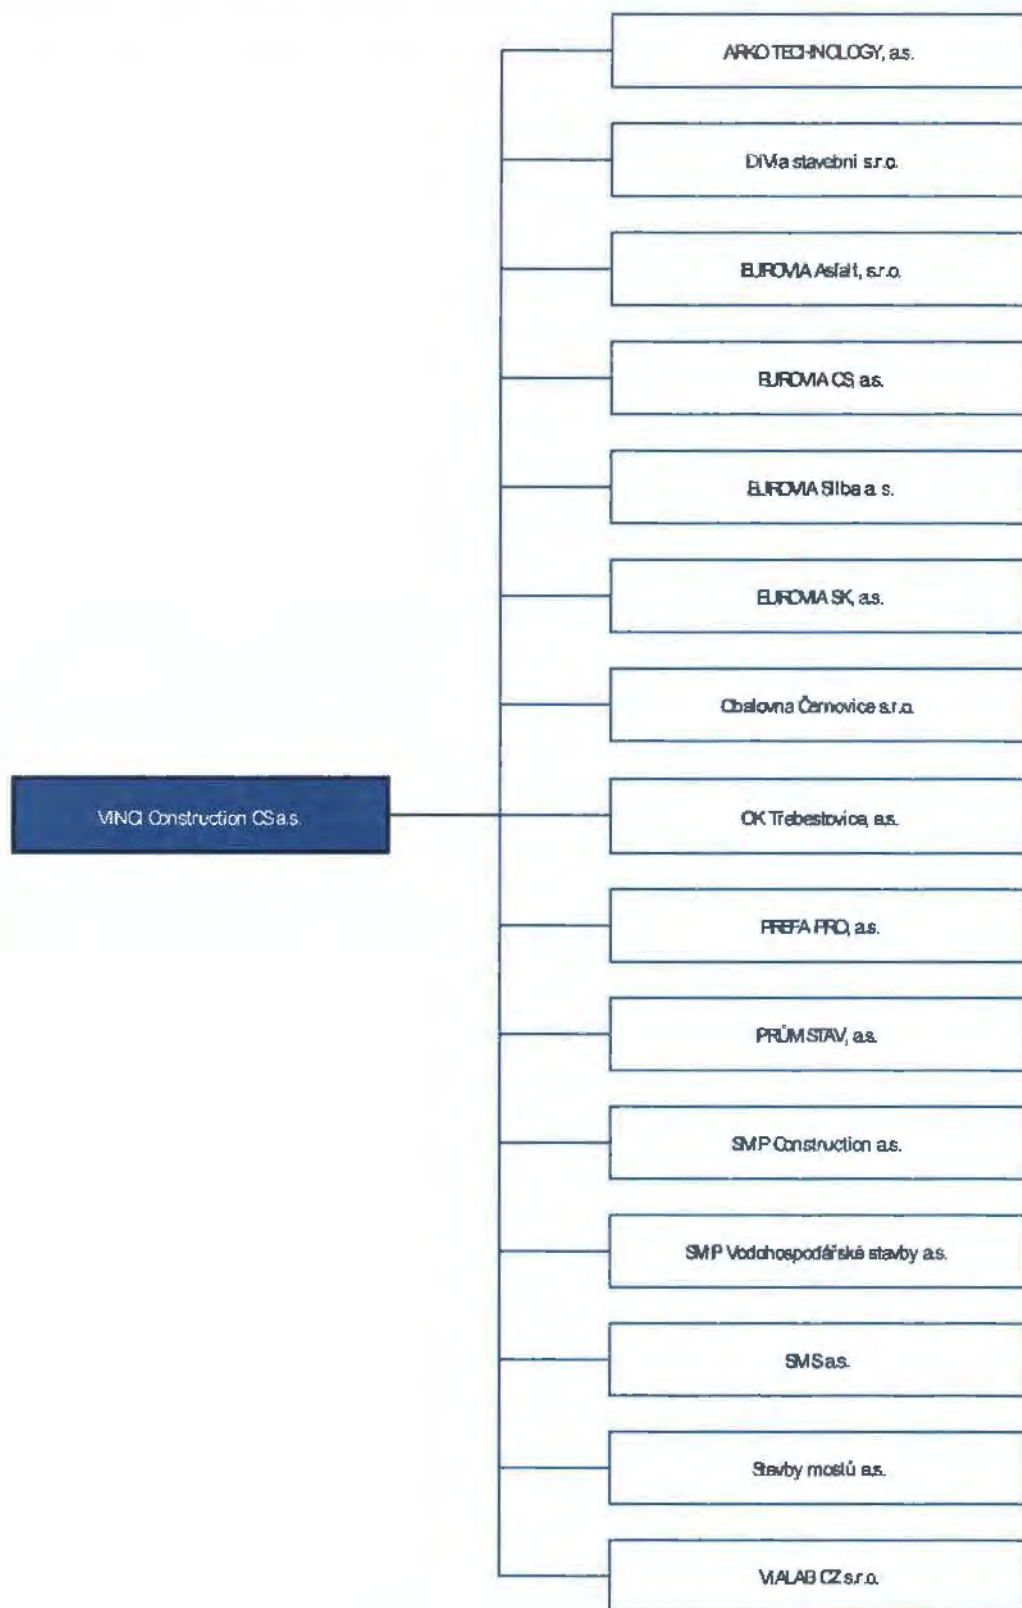 ARKO TECHNOLOGY, a.s.
DIVia stavební s.r.o.
EUROVIA Asfalt, s.r.o.
EUROVIA CS, a.s.
EUROVIA Silba a. s.
EUROVIA SK, a.s.
Obalovna Černovice s.r.o.
VINCI Construction CS a.s.
OK Třebestovice, a.s.
PREFA PRO, a.s.
PRŮMSTAV, a.s.
SMP Construction a.s.
SMP Vodohospodářské stavby a.s.
SMS a.s.
Stavby mostů a.s.
VIALAB CZ s.r.o.